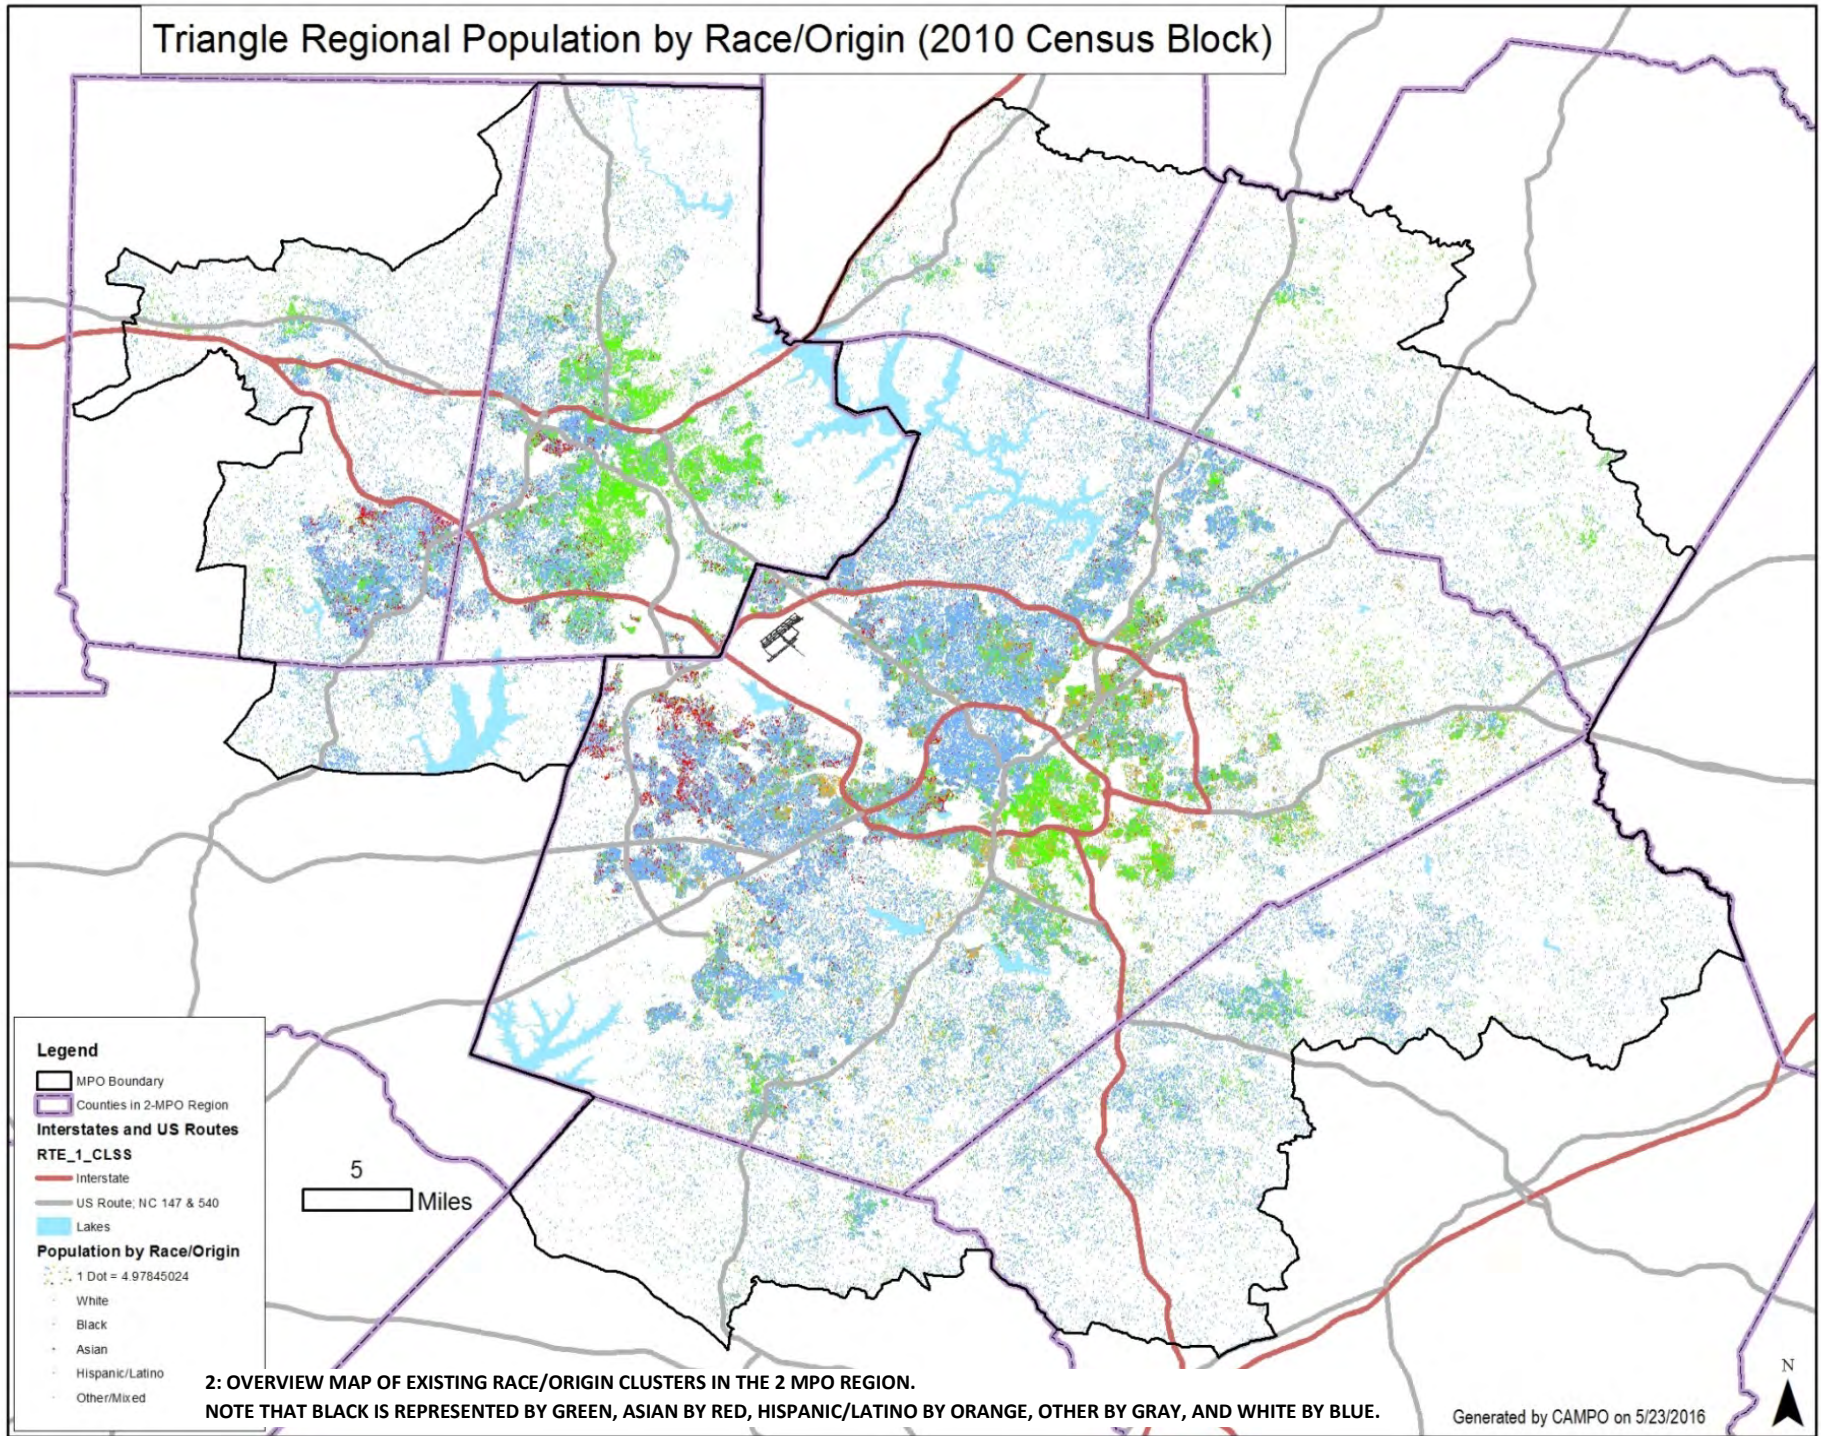 Triangle Regional Population by Race/Origin (2010 Census Block)
Legend
MPO Boundary
Counties in 2-MPO Region
Interstates and US Routes
RTE_1_CLSS
Interstate
US Route; NC 147 & 540
Lakes
Population by Race/Origin
1 Dot = 4.97845024
White
Black
Asian
Hispanic/Latino
Other/Mixed
5
Miles
2: OVERVIEW MAP OF EXISTING RACE/ORIGIN CLUSTERS IN THE 2 MPO REGION.
NOTE THAT BLACK IS REPRESENTED BY GREEN, ASIAN BY RED, HISPANIC/LATINO BY ORANGE, OTHER BY GRAY, AND WHITE BY BLUE.
Generated by CAMPO on 5/23/2016
N